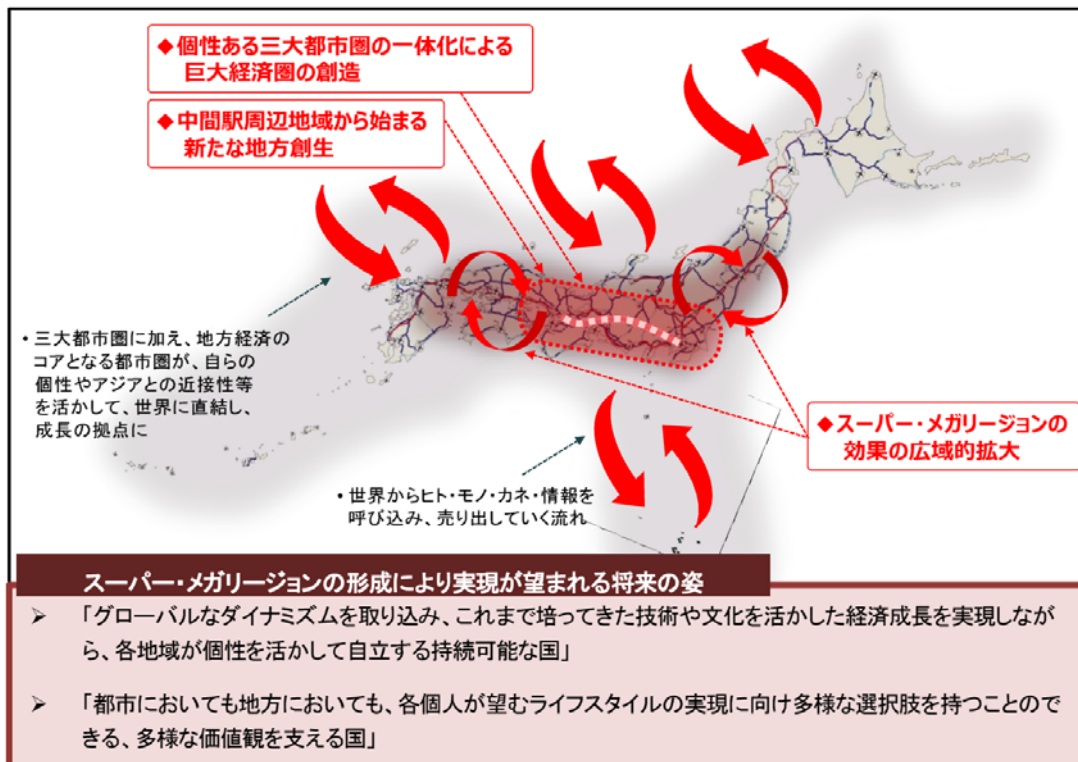 ◆個性ある三大都市圏の一体化による
巨大経済圏の創造
◆中間駅周辺地域から始まる
新たな地方創生
・三大都市圏に加え、地方経済の
コアとなる都市圏が、自らの
個性やアジアとの近接性等
を活かして、世界に直結し、
成長の拠点に
◆スーパー・メガリージョンの
効果の広域的拡大
・世界からヒト・モノ・カネ・情報を
呼び込み、売り出していく流れ
スーパー・メガリージョンの形成により実現が望まれる将来の姿
➢ 「グローバルなダイナミズムを取り込み、これまで培ってきた技術や文化を活かした経済成長を実現しなが
ら、各地域が個性を活かして自立する持続可能な国」
➢ 「都市においても地方においても、各個人が望むライフスタイルの実現に向け多様な選択肢を持つことので
きる、多様な価値観を支える国」